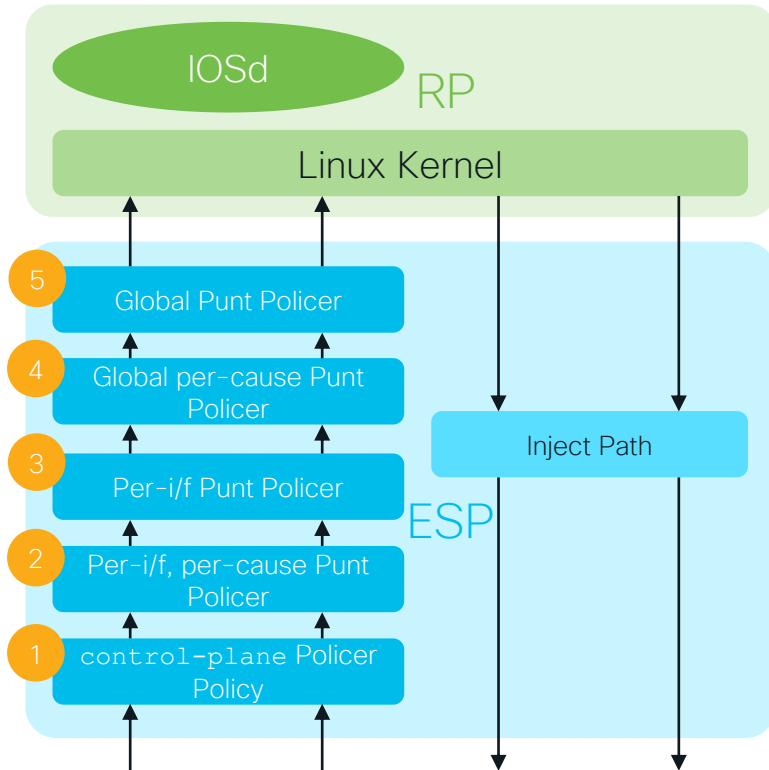 IOSd
RP
Linux Kernel
5
Global Punt Policer
4
Global per-cause Punt
Policer
3
Per-i/f Punt Policer
Inject Path
ESP
2
Per-i/f, per-cause Punt
Policer
1
control-plane Policer
Policy